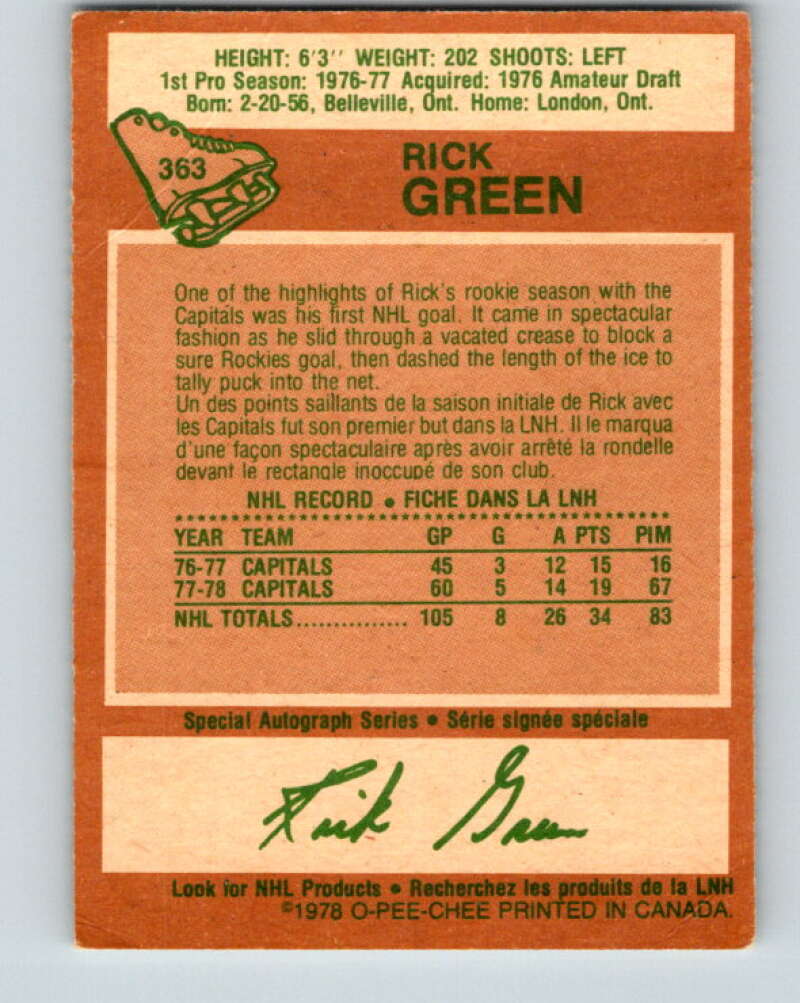 HEIGHT: 6'3'' WEIGHT: 202 SHOOTS: LEFT
1st Pro Season: 1976-77 Acquired: 1976 Amateur Draft
Born: 2-20-56, Belleville, Ont. Home: London, Ont.
363
RICK
GREEN
One of the highlights of Rick's rookie season with the
Capitals was his first NHL goal. It came in spectacular
fashion as he slid through a vacated crease to block a
sure Rockies goal, then dashed the length of the ice to
tally puck into the net.
Un des points saillants de la saison initiale de Rick avec
les Capitals fut son premier but dans la LNH. Il le marqua
d'une façon spectaculaire après avoir arrêté la rondelle
devant le rectangle inoccupé de son club.
NHL RECORD • FICHE DANS LA LNH
YEAR TEAM GP G A PTS PIM
76-77 CAPITALS 45 3 12 15 16
77-78 CAPITALS 60 5 14 19 67
NHL TOTALS............... 105 8 26 34 83
Special Autograph Series • Série signée spéciale
Rick Green
Look for NHL Products • Recherchez les produits de la LNH
©1978 O-PEE-CHEE PRINTED IN CANADA.